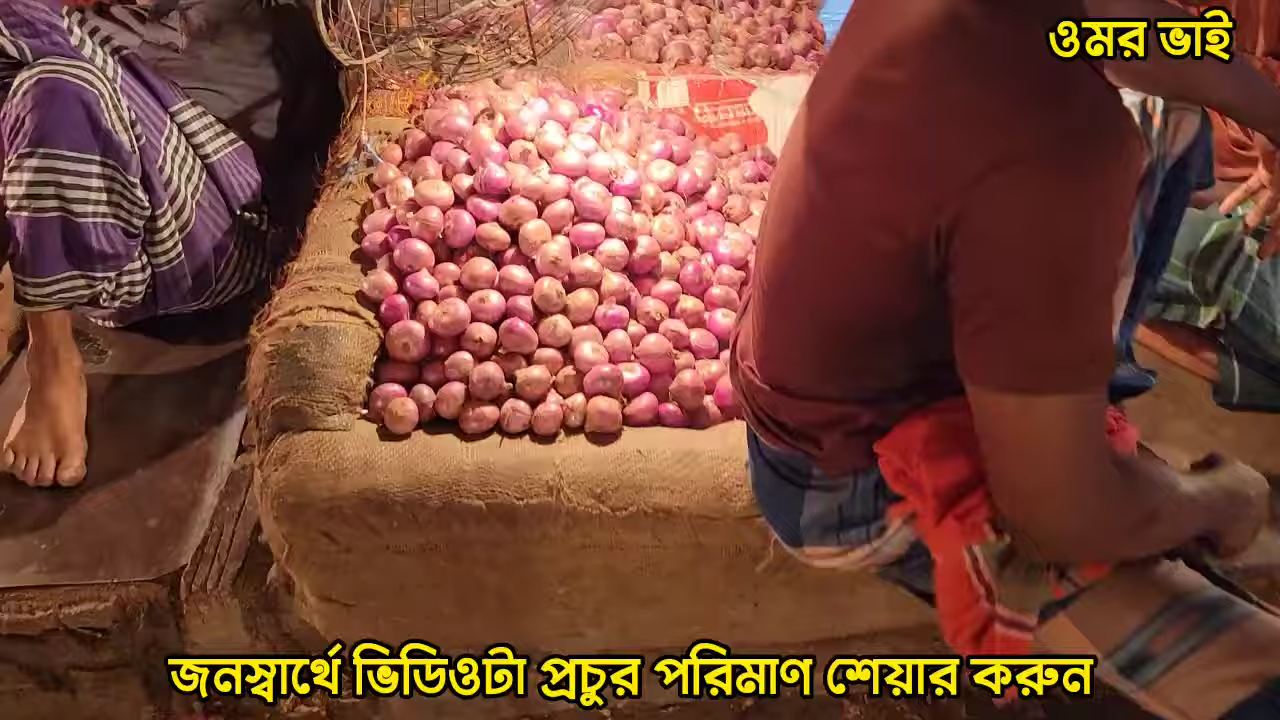 ওমর ভাই
জনস্বার্থে ভিডিওটা প্রচুর পরিমাণ শেয়ার করুন